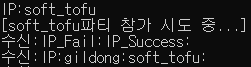 IP:soft_tofu
[soft_tofu파티 참가 시도 중...]
수신:IP_Fail:IP_Success:
수신:IP:gildong:soft_tofu: